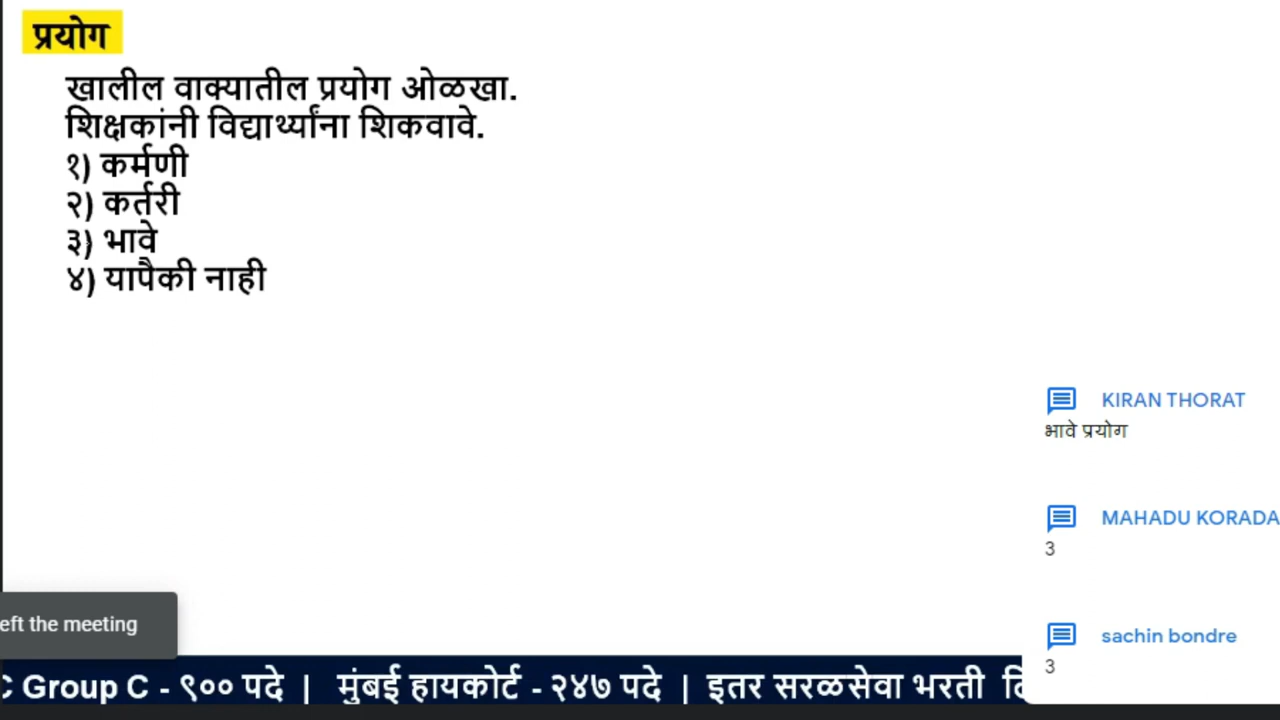 प्रयोग
खालील वाक्यातील प्रयोग ओळखा.
शिक्षकांनी विद्यार्थ्यांना शिकवावे.
१) कर्मणी
२) कर्तरी
३) भावे
४) यापैकी नाही
KIRAN THORAT
भावे प्रयोग
MAHADU KORADA
3
sachin bondre
3
eft the meeting
C Group C - ९०० पदे | मुंबई हायकोर्ट - २४७ पदे | इतर सरळसेवा भरती